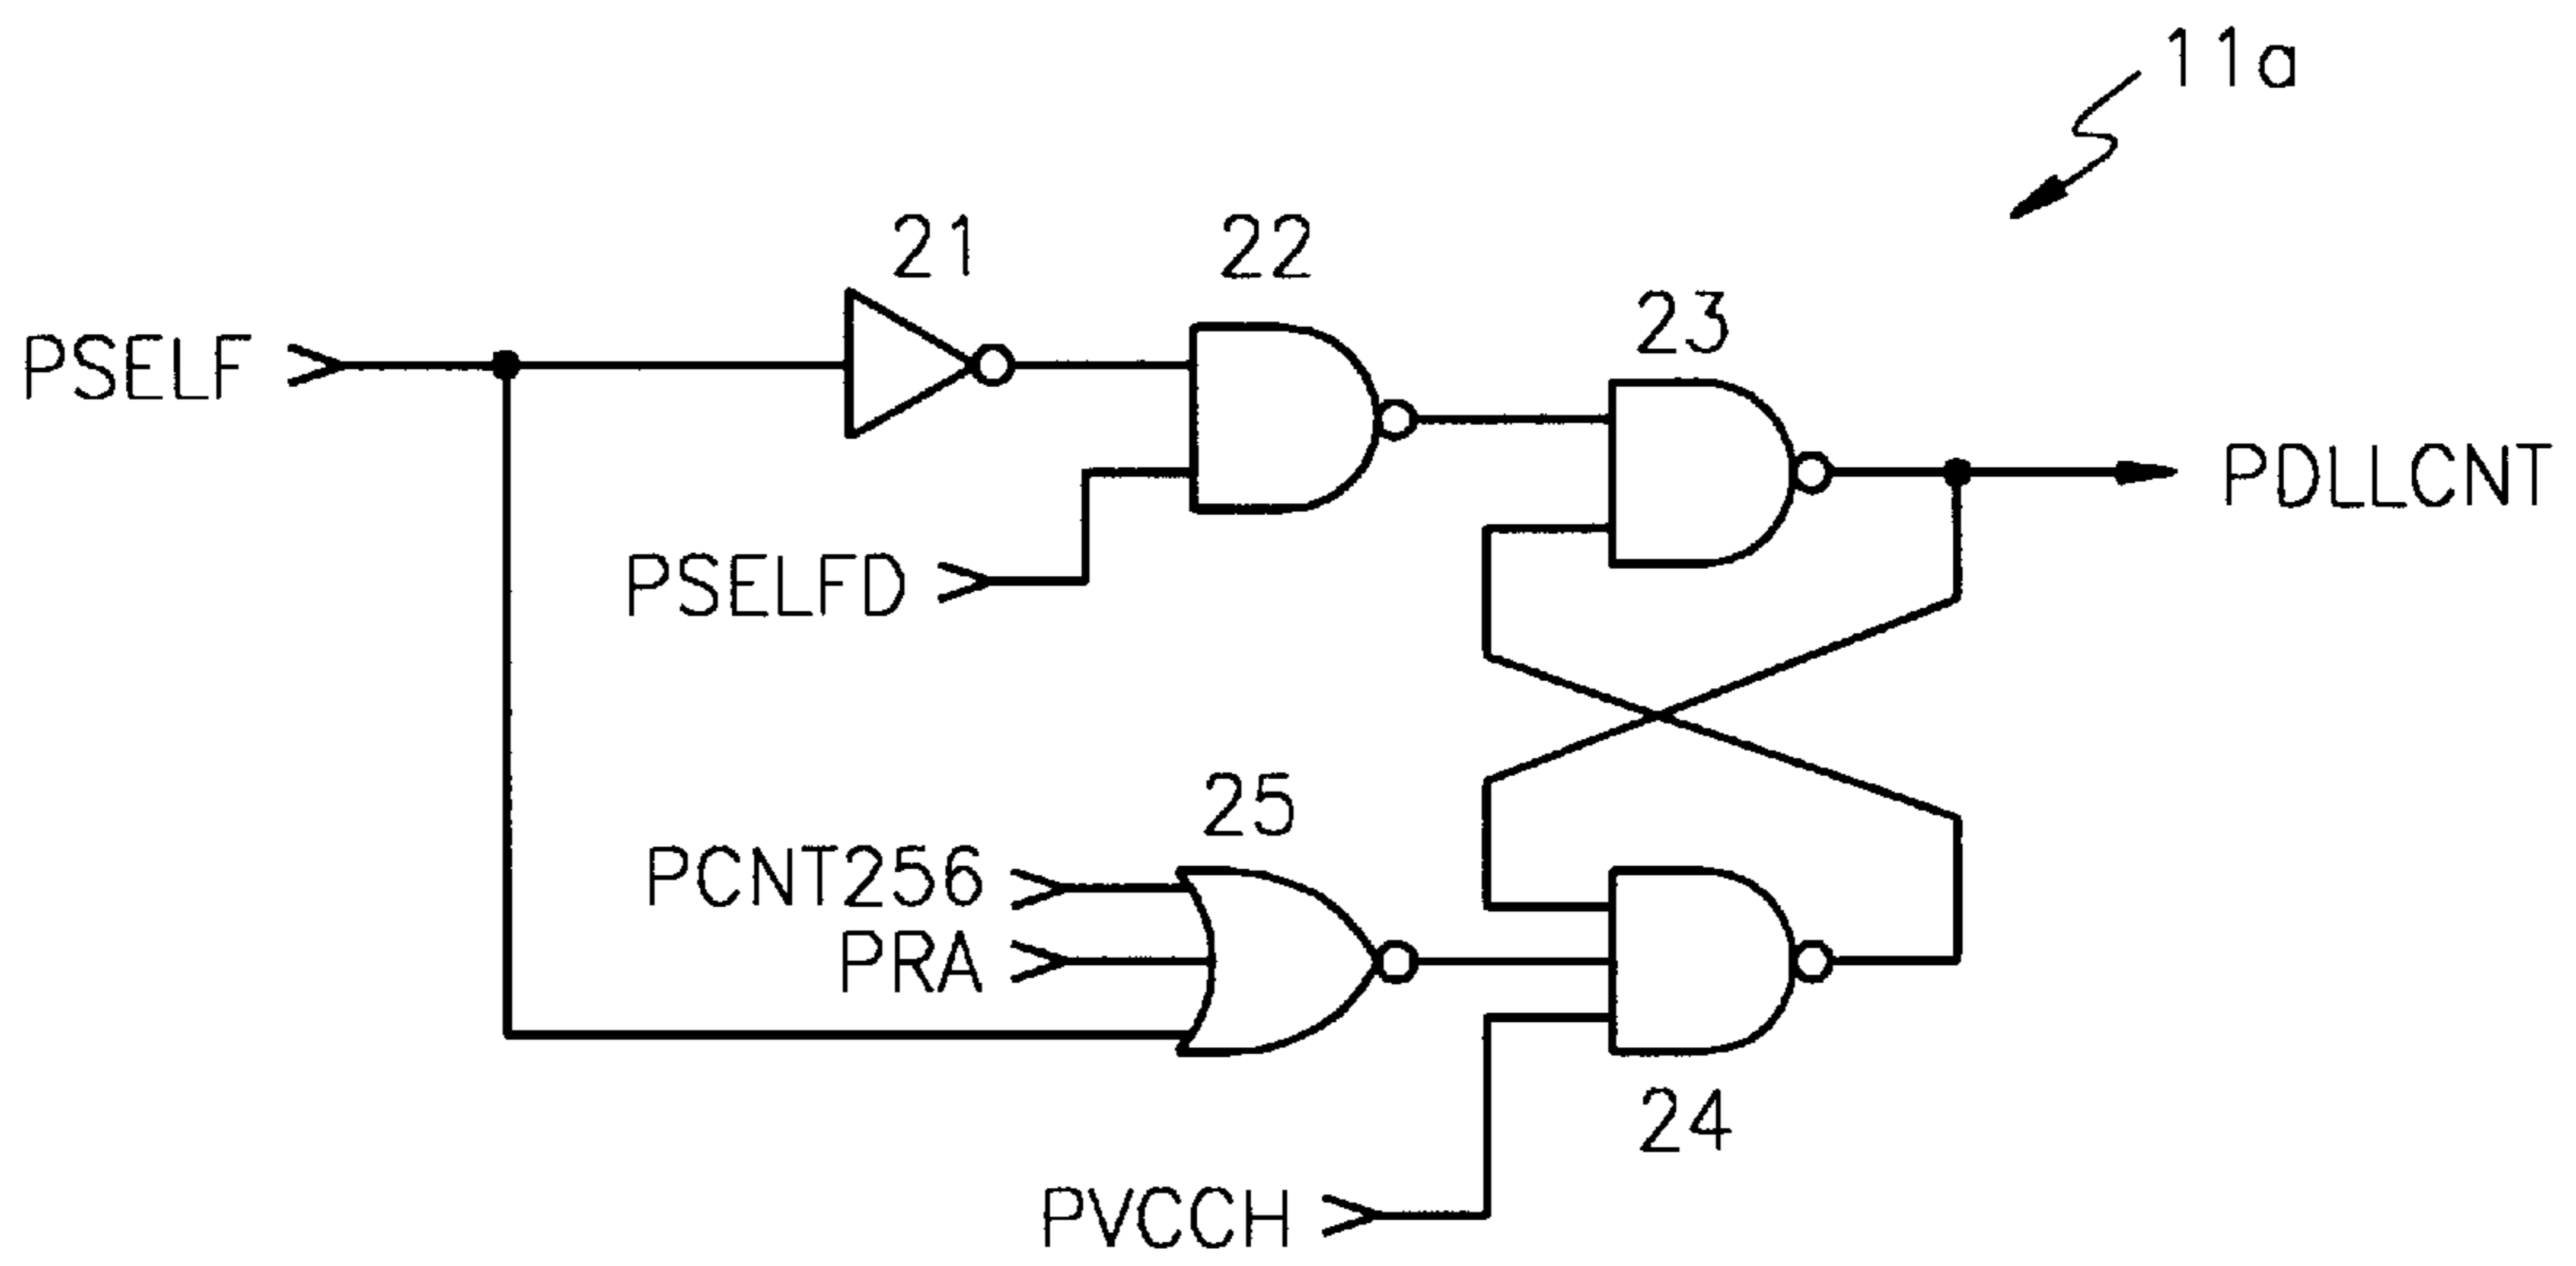 11a
21
22
23
PSELF
PDLLCNT
PSELFD
25
PCNT256
PRA
24
PVCCH